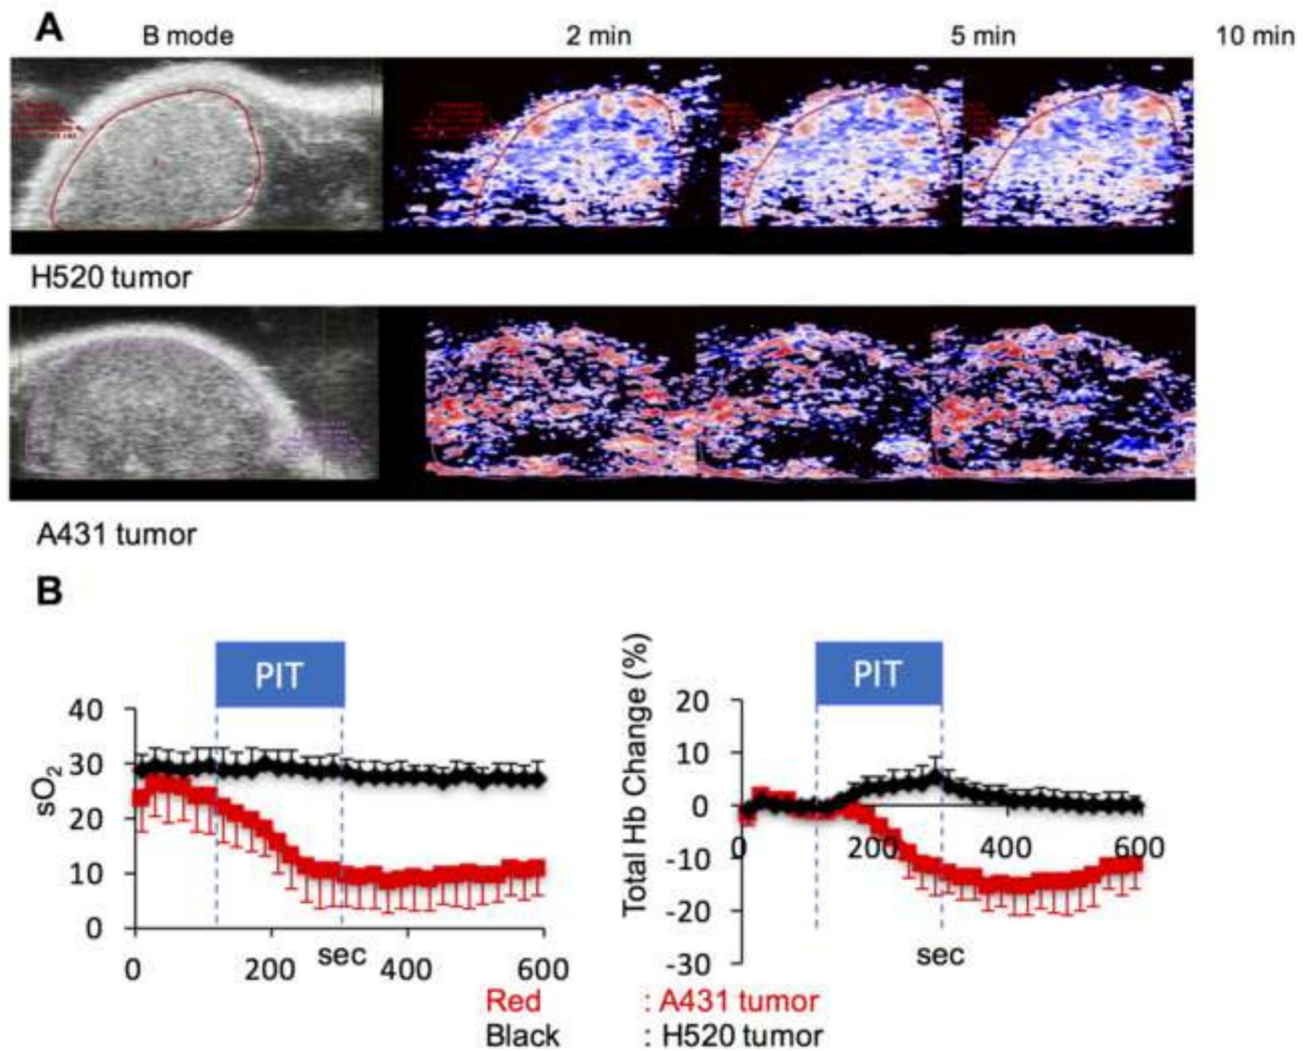 A
B mode 2 min 5 min 10 min
H520 tumor
A431 tumor
B
PIT
40
30
20
10
0
sO₂
0 200 400 600
sec
PIT
Total Hb Change (%)
20
10
0
-10
-20
-30
0 200 400 600
sec
Red : A431 tumor
Black : H520 tumor